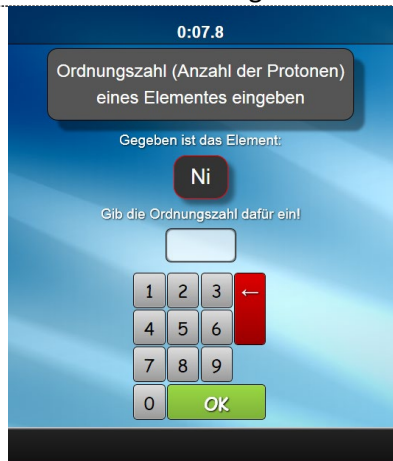 0:07.8
Ordnungszahl (Anzahl der Protonen)
eines Elementes eingeben
Gegeben ist das Element:
Ni
Gib die Ordnungszahl dafür ein!
1 2 3 ←
4 5 6
7 8 9
0 OK